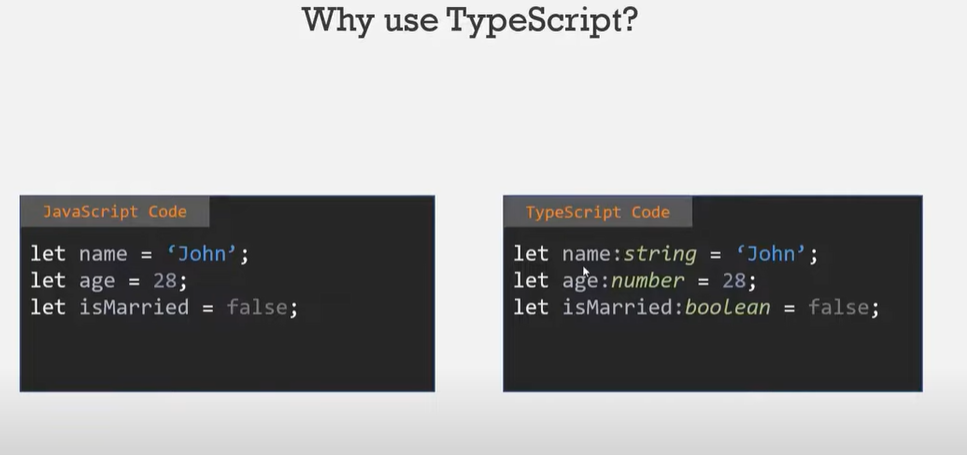 Why use TypeScript?
JavaScript Code
let name = ‘John’;
let age = 28;
let isMarried = false;
TypeScript Code
let name:string = ‘John’;
let age:number = 28;
let isMarried:boolean = false;